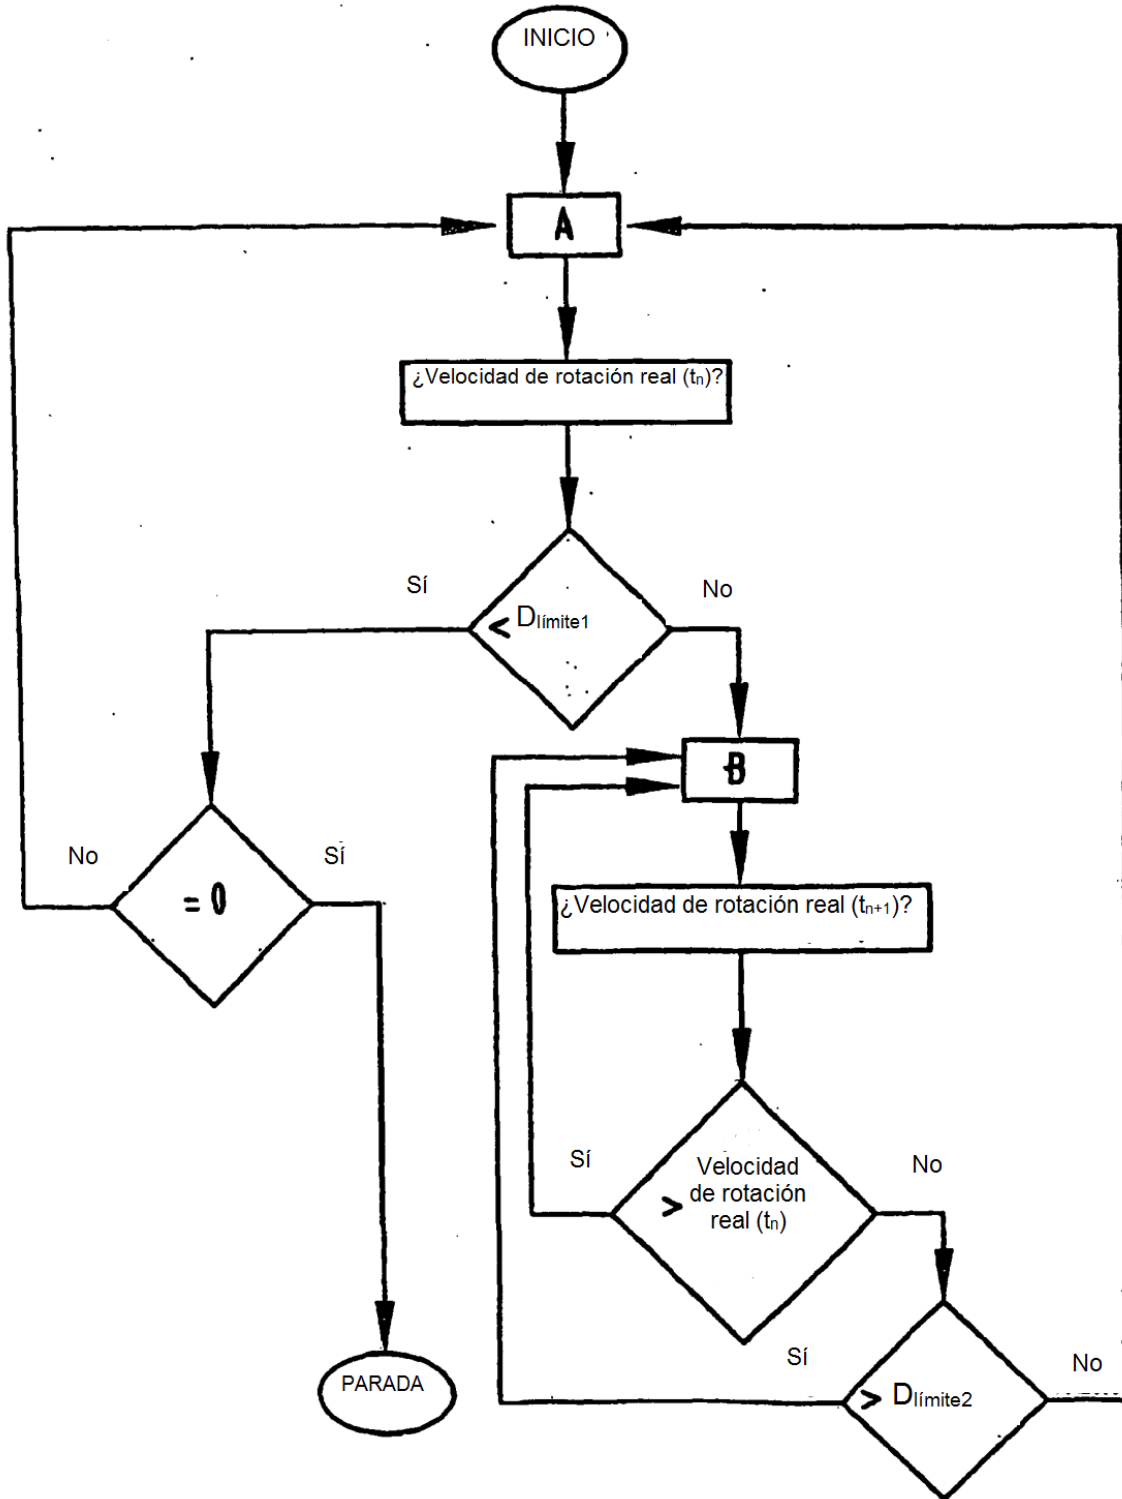 INICIO
A
¿Velocidad de rotación real (tn)?
Sí
No
< Dlímite1
B
No
Sí
= 0
¿Velocidad de rotación real (tn+1)?
Sí
No
Velocidad
> de rotación
real (tn)
Sí
No
PARADA
> Dlímite2